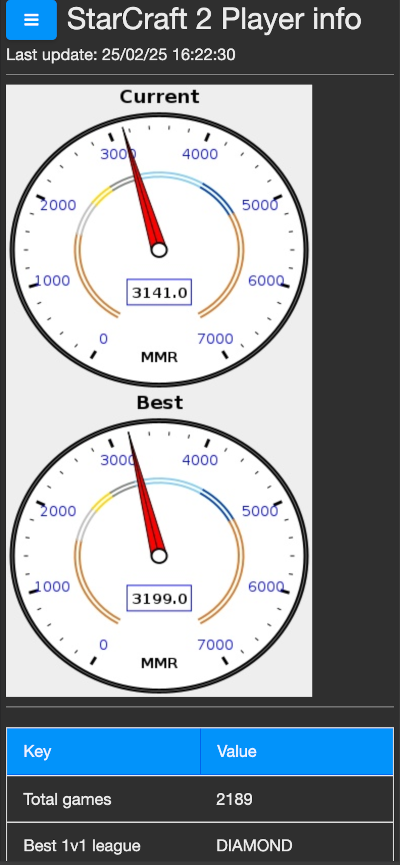 StarCraft 2 Player info
Last update: 25/02/25 16:22:30
Current
3000 4000
2000 5000
1000 6000
3141.0
0 7000
MMR
Best
3000 4000
2000 5000
1000 6000
3199.0
0 7000
MMR
Key Value
Total games 2189
Best 1v1 league DIAMOND